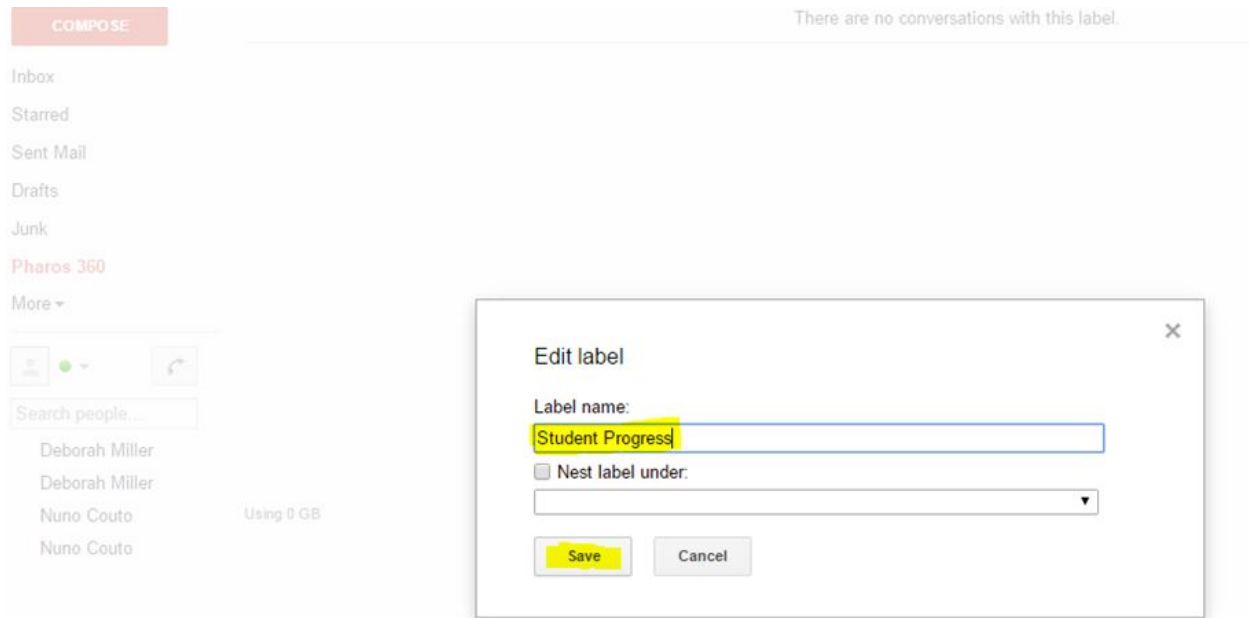 COMPOSE
There are no conversations with this label.
Inbox
Starred
Sent Mail
Drafts
Junk
Pharos 360
More
Search people...
Deborah Miller
Deborah Miller
Nuno Couto
Nuno Couto
Using 0 GB
Edit label
Label name:
Student Progress
Nest label under:
Save Cancel